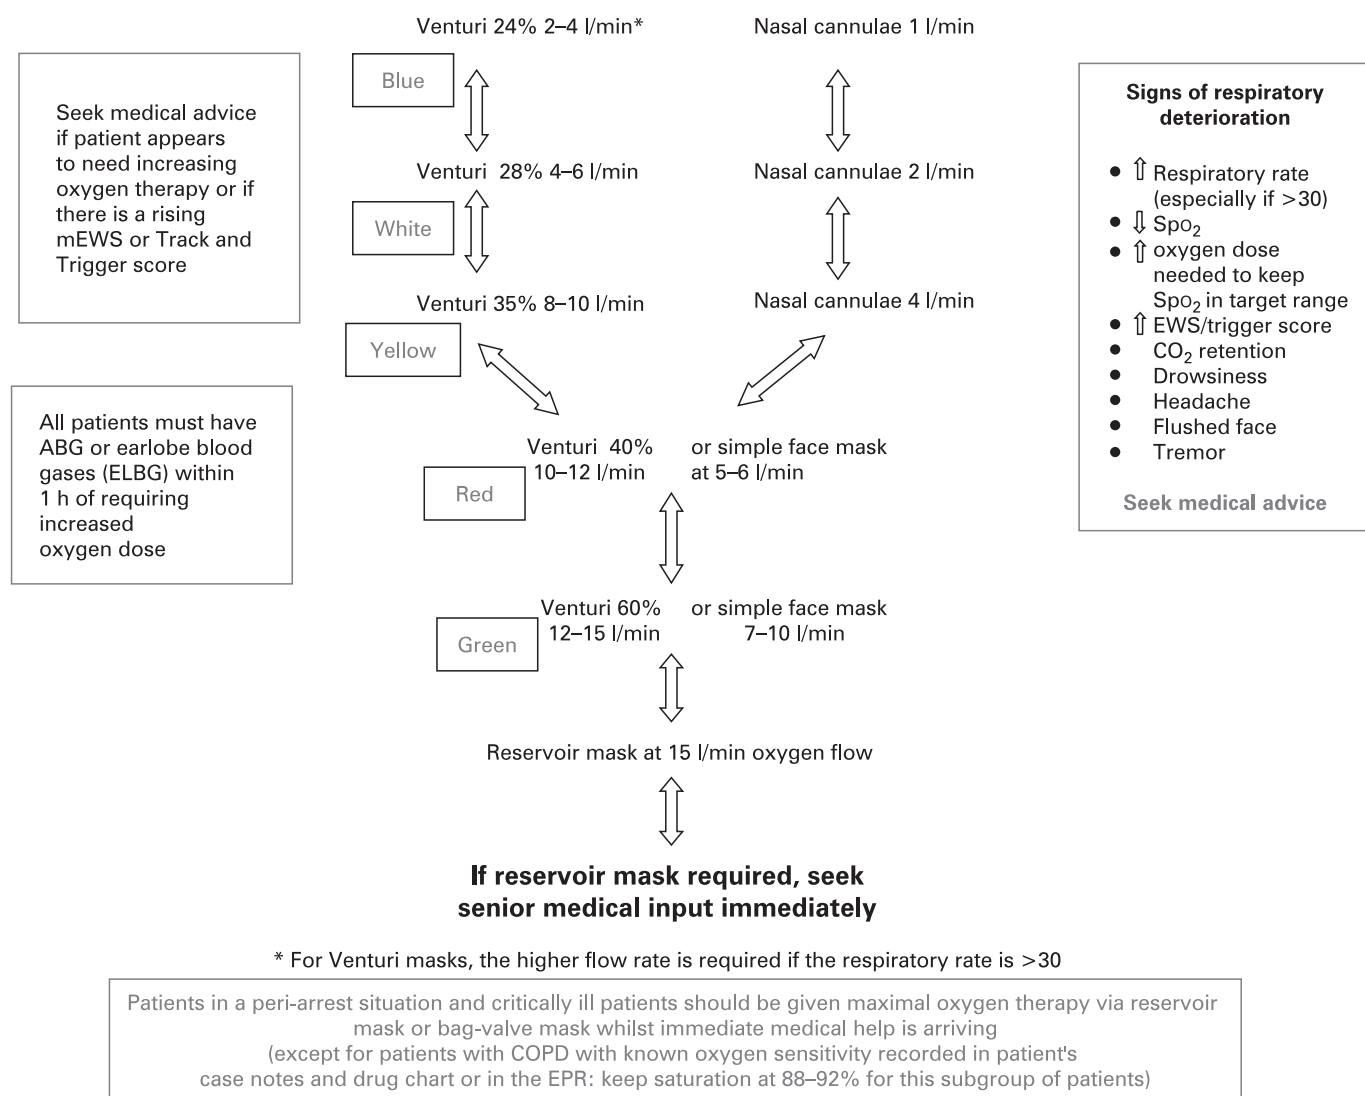 Venturi 24% 2–4 l/min*
Nasal cannulae 1 l/min
Blue
Seek medical advice
if patient appears
to need increasing
oxygen therapy or if
there is a rising
mEWS or Track and
Trigger score
Venturi 28% 4–6 l/min
Nasal cannulae 2 l/min
White
Venturi 35% 8–10 l/min
Nasal cannulae 4 l/min
Yellow
All patients must have
ABG or earlobe blood
gases (ELBG) within
1 h of requiring
increased
oxygen dose
Venturi 40%
10–12 l/min
or simple face mask
at 5–6 l/min
Red
Venturi 60%
12–15 l/min
or simple face mask
7–10 l/min
Green
Reservoir mask at 15 l/min oxygen flow
If reservoir mask required, seek
senior medical input immediately
Signs of respiratory
deterioration
• ⇧ Respiratory rate
(especially if >30)
• ⇩ SpO₂
• ⇧ oxygen dose
needed to keep
SpO₂ in target range
• ⇧ EWS/trigger score
• CO₂ retention
• Drowsiness
• Headache
• Flushed face
• Tremor
Seek medical advice
* For Venturi masks, the higher flow rate is required if the respiratory rate is >30
Patients in a peri-arrest situation and critically ill patients should be given maximal oxygen therapy via reservoir
mask or bag-valve mask whilst immediate medical help is arriving
(except for patients with COPD with known oxygen sensitivity recorded in patient's
case notes and drug chart or in the EPR: keep saturation at 88–92% for this subgroup of patients)